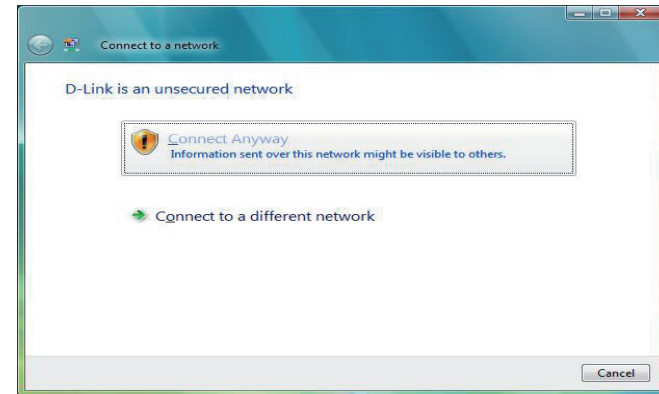 Connect to a network
D-Link is an unsecured network
Connect Anyway
Information sent over this network might be visible to others.
Connect to a different network
Cancel